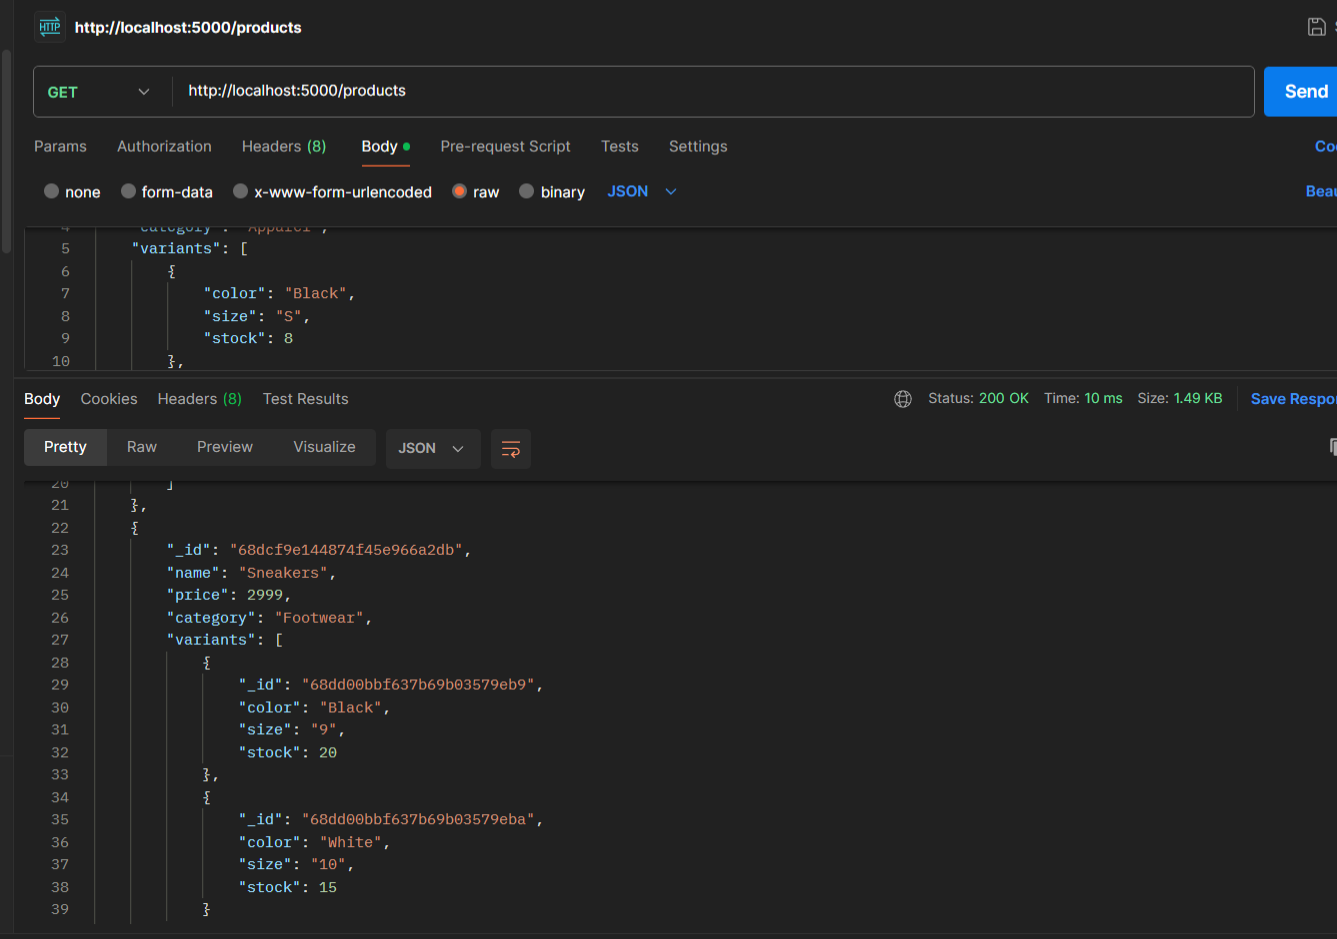 HTTP http://localhost:5000/products
GET http://localhost:5000/products Send
Params Authorization Headers (8) Body Pre-request Script Tests Settings
none form-data x-www-form-urlencoded raw binary JSON
4 "category": "Apparel",
5 "variants": [
6 {
7 "color": "Black",
8 "size": "S",
9 "stock": 8
10 },
Body Cookies Headers (8) Test Results Status: 200 OK Time: 10 ms Size: 1.49 KB Save Respo
Pretty Raw Preview Visualize JSON
20 ]
21 },
22 {
23 "_id": "68dcf9e144874f45e966a2db",
24 "name": "Sneakers",
25 "price": 2999,
26 "category": "Footwear",
27 "variants": [
28 {
29 "_id": "68dd00bbf637b69b03579eb9",
30 "color": "Black",
31 "size": "9",
32 "stock": 20
33 },
34 {
35 "_id": "68dd00bbf637b69b03579eba",
36 "color": "White",
37 "size": "10",
38 "stock": 15
39 }